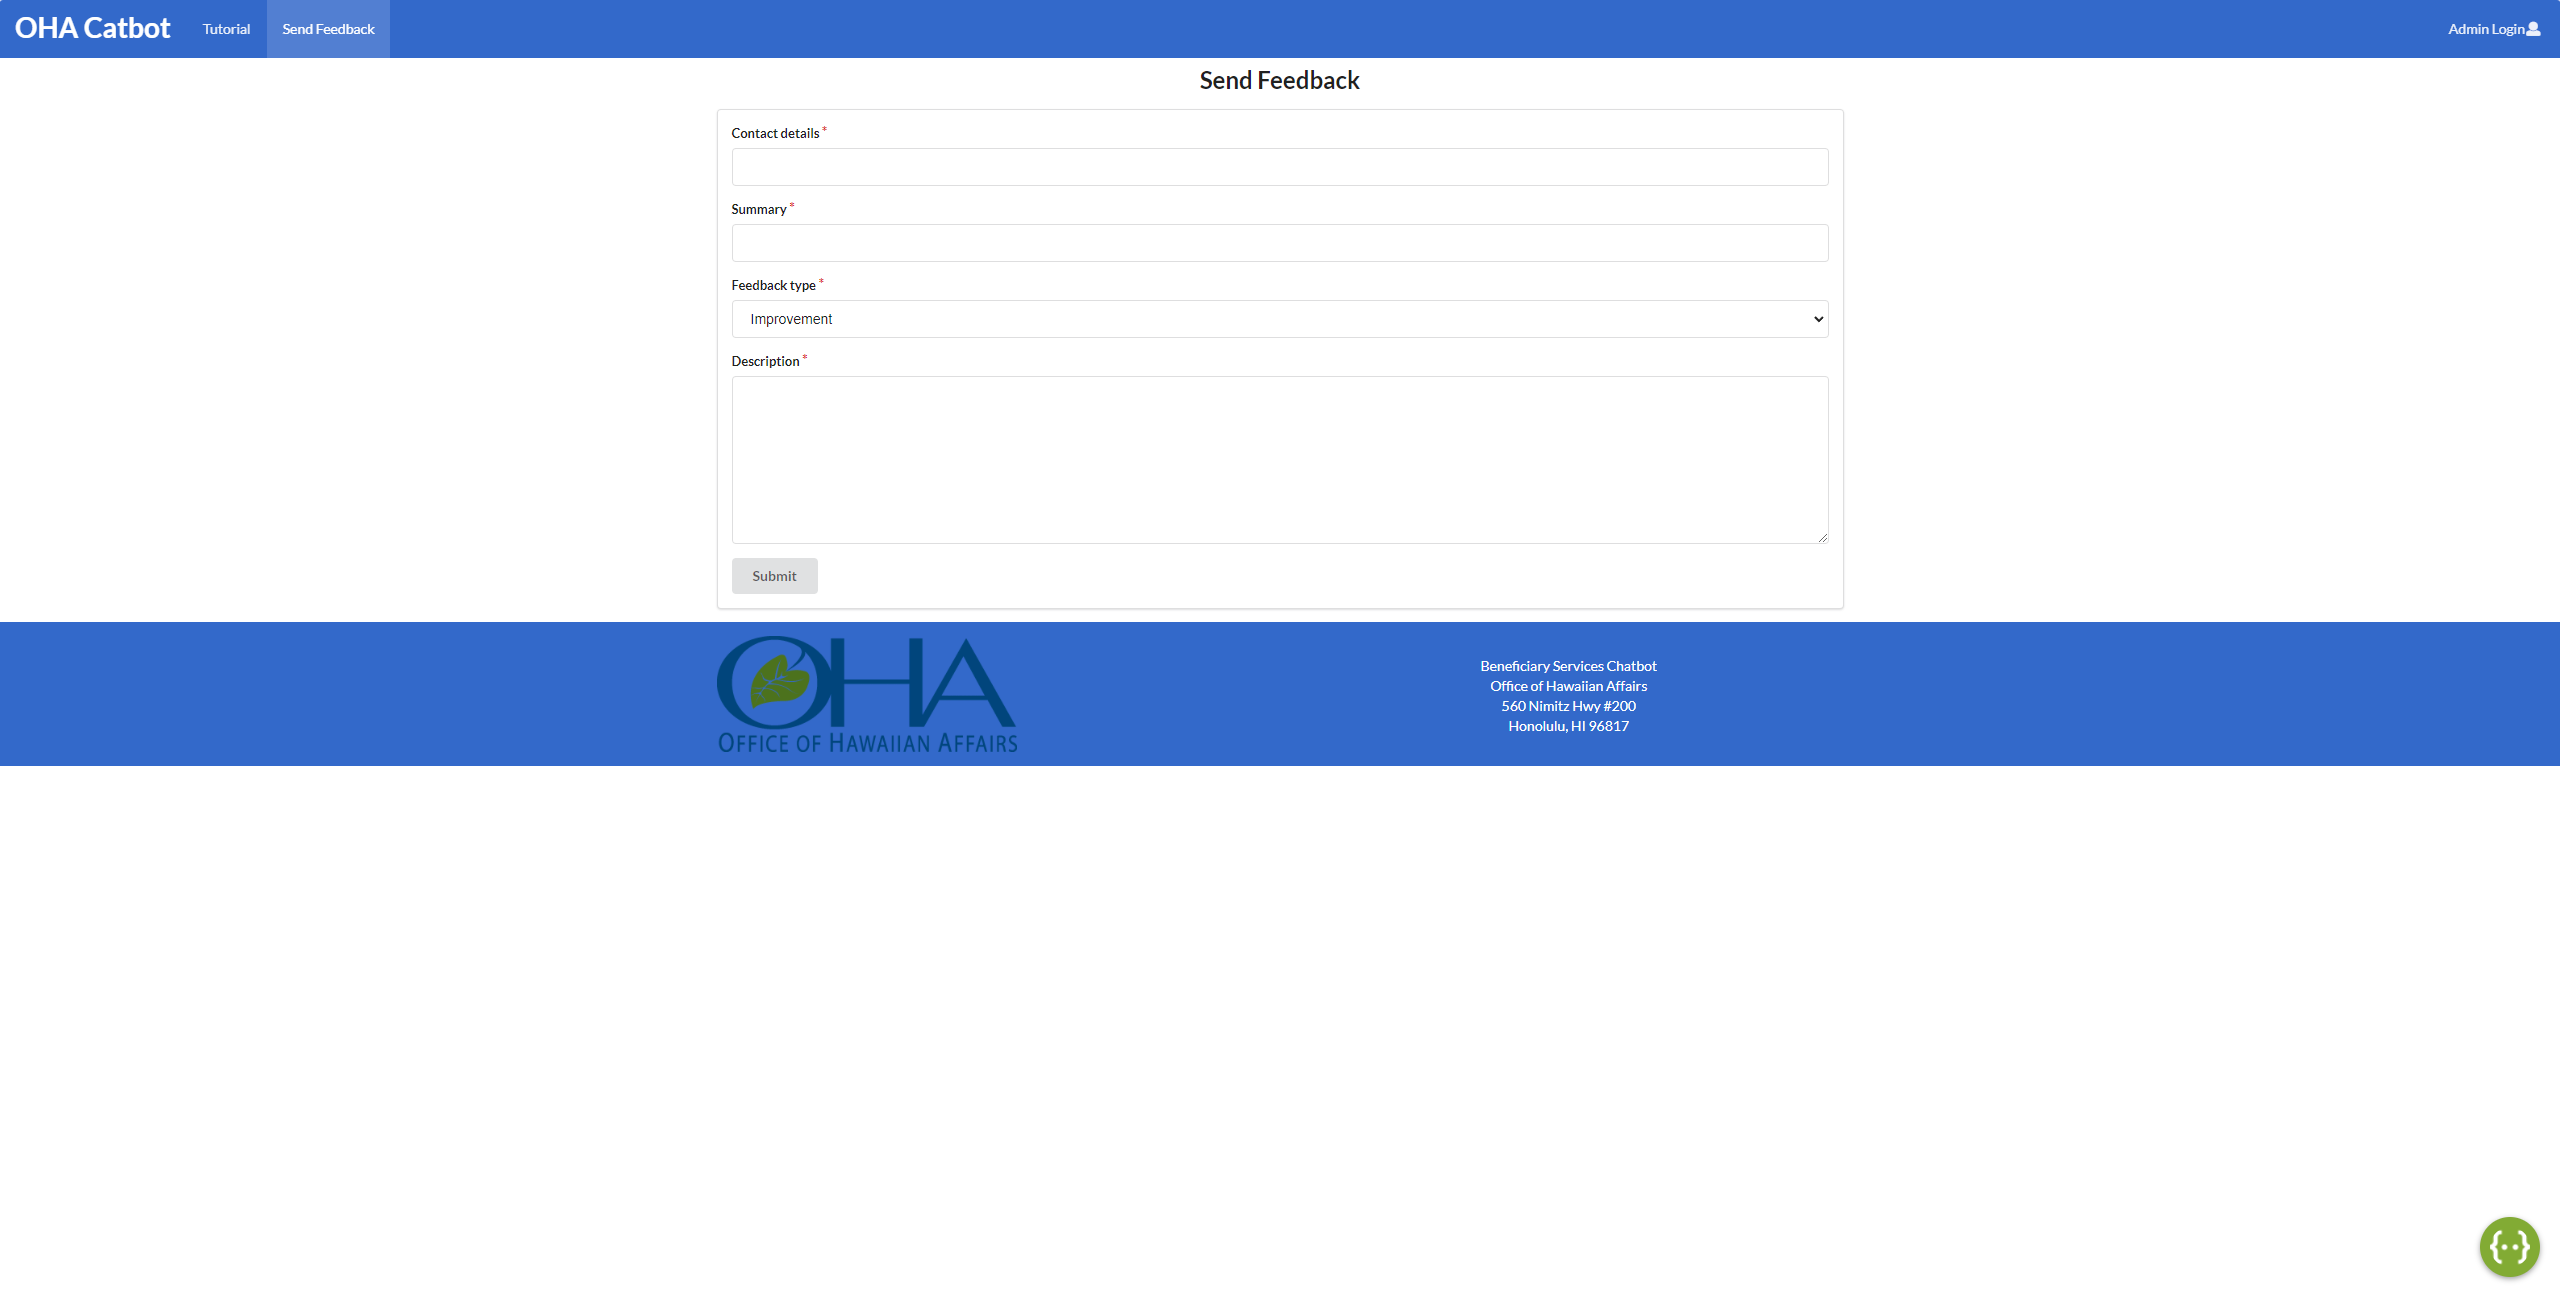 OHA Catbot
Tutorial
Send Feedback
Admin Login
Send Feedback
Contact details *
Summary *
Feedback type *
Improvement
Description *
Submit
OHA
OFFICE OF HAWAIIAN AFFAIRS
Beneficiary Services Chatbot
Office of Hawaiian Affairs
560 Nimitz Hwy #200
Honolulu, HI 96817
{··}